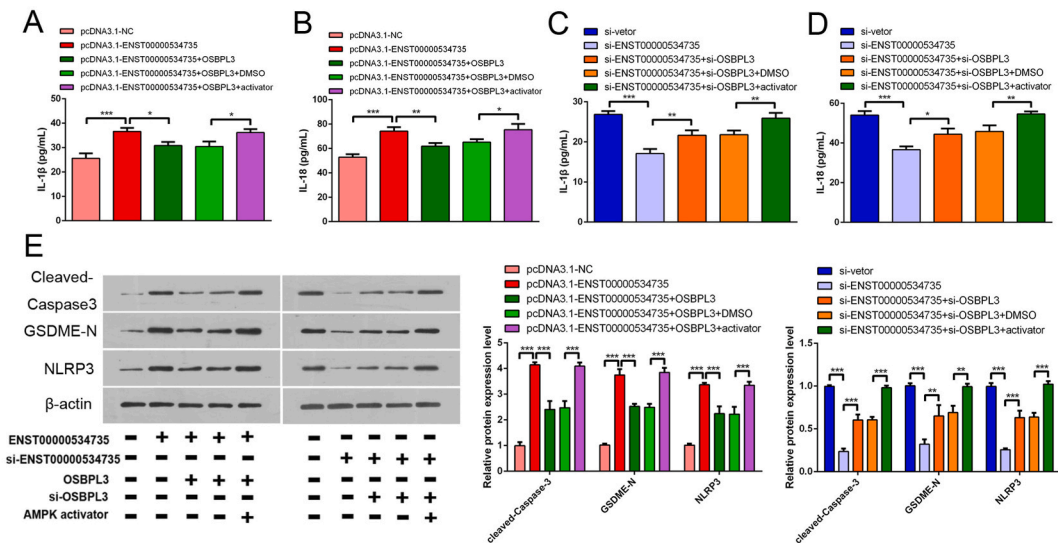 A
pcDNA3.1-NC
pcDNA3.1-ENST00000534735
pcDNA3.1-ENST00000534735+OSBPL3
pcDNA3.1-ENST00000534735+OSBPL3+DMSO
pcDNA3.1-ENST00000534735+OSBPL3+activator
IL-1β (pg/mL)
50
40
30
20
10
0
*** * *
B
pcDNA3.1-NC
pcDNA3.1-ENST00000534735
pcDNA3.1-ENST00000534735+OSBPL3
pcDNA3.1-ENST00000534735+OSBPL3+DMSO
pcDNA3.1-ENST00000534735+OSBPL3+activator
IL-18 (pg/mL)
100
80
60
40
20
0
*** ** *
C
si-vetor
si-ENST00000534735
si-ENST00000534735+si-OSBPL3
si-ENST00000534735+si-OSBPL3+DMSO
si-ENST00000534735+si-OSBPL3+activator
IL-1β (pg/mL)
30
20
10
0
*** ** **
D
si-vetor
si-ENST00000534735
si-ENST00000534735+si-OSBPL3
si-ENST00000534735+si-OSBPL3+DMSO
si-ENST00000534735+si-OSBPL3+activator
IL-18 (pg/mL)
60
40
20
0
*** * **
E
Cleaved-
Caspase3
GSDME-N
NLRP3
β-actin
ENST00000534735 - + + + + - - - - -
si-ENST00000534735 - - - - - - + + + +
OSBPL3 - - + + + - - - - -
si-OSBPL3 - - - - - - - + + +
AMPK activator - - - - + - - - - +
pcDNA3.1-NC
pcDNA3.1-ENST00000534735
pcDNA3.1-ENST00000534735+OSBPL3
pcDNA3.1-ENST00000534735+OSBPL3+DMSO
pcDNA3.1-ENST00000534735+OSBPL3+activator
Relative protein expression level
5
4
3
2
1
0
*** *** *** *** *** *** *** *** ***
cleaved-Caspase-3
GSDME-N
NLRP3
si-vetor
si-ENST00000534735
si-ENST00000534735+si-OSBPL3
si-ENST00000534735+si-OSBPL3+DMSO
si-ENST00000534735+si-OSBPL3+activator
Relative protein expression level
1.5
1.0
0.5
0.0
*** *** *** *** ** ** *** *** ***
cleaved-Caspase-3
GSDME-N
NLRP3